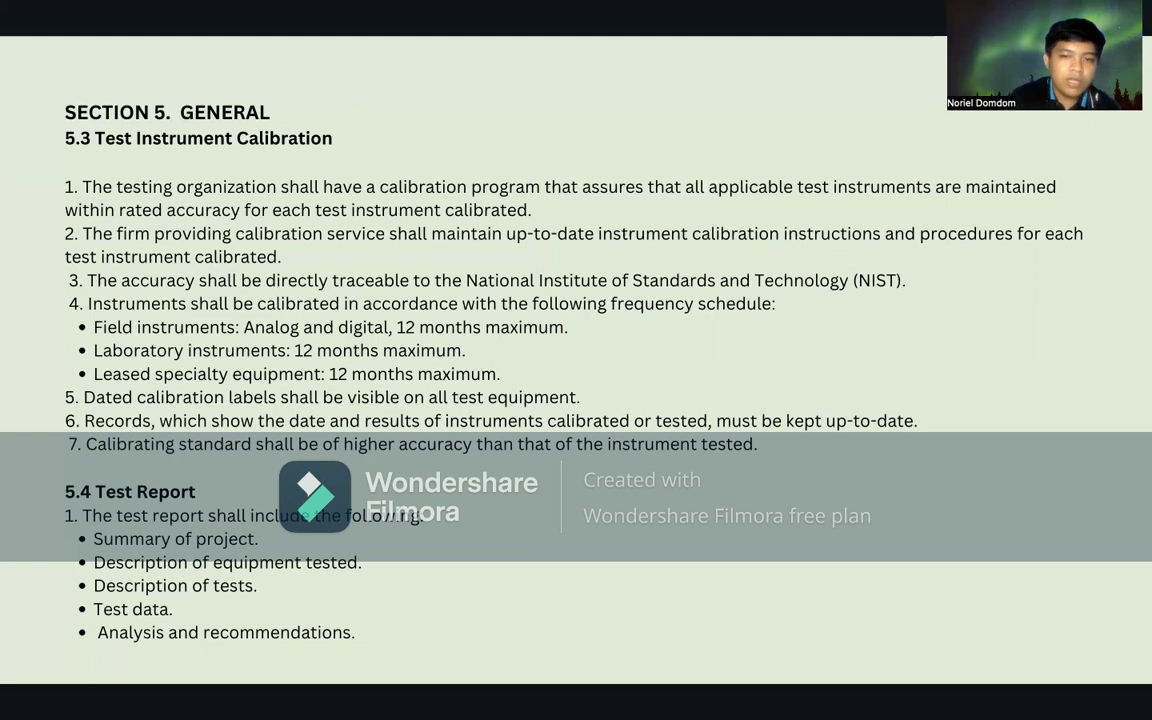 Noriel Domdom
SECTION 5.  GENERAL
5.3 Test Instrument Calibration
1. The testing organization shall have a calibration program that assures that all applicable test instruments are maintained
within rated accuracy for each test instrument calibrated.
2. The firm providing calibration service shall maintain up-to-date instrument calibration instructions and procedures for each
test instrument calibrated.
3. The accuracy shall be directly traceable to the National Institute of Standards and Technology (NIST).
4. Instruments shall be calibrated in accordance with the following frequency schedule:
• Field instruments: Analog and digital, 12 months maximum.
• Laboratory instruments: 12 months maximum.
• Leased specialty equipment: 12 months maximum.
5. Dated calibration labels shall be visible on all test equipment.
6. Records, which show the date and results of instruments calibrated or tested, must be kept up-to-date.
7. Calibrating standard shall be of higher accuracy than that of the instrument tested.
5.4 Test Report
1. The test report shall include the following:
• Summary of project.
• Description of equipment tested.
• Description of tests.
• Test data.
• Analysis and recommendations.
Wondershare
Filmora
Created with
Wondershare Filmora free plan